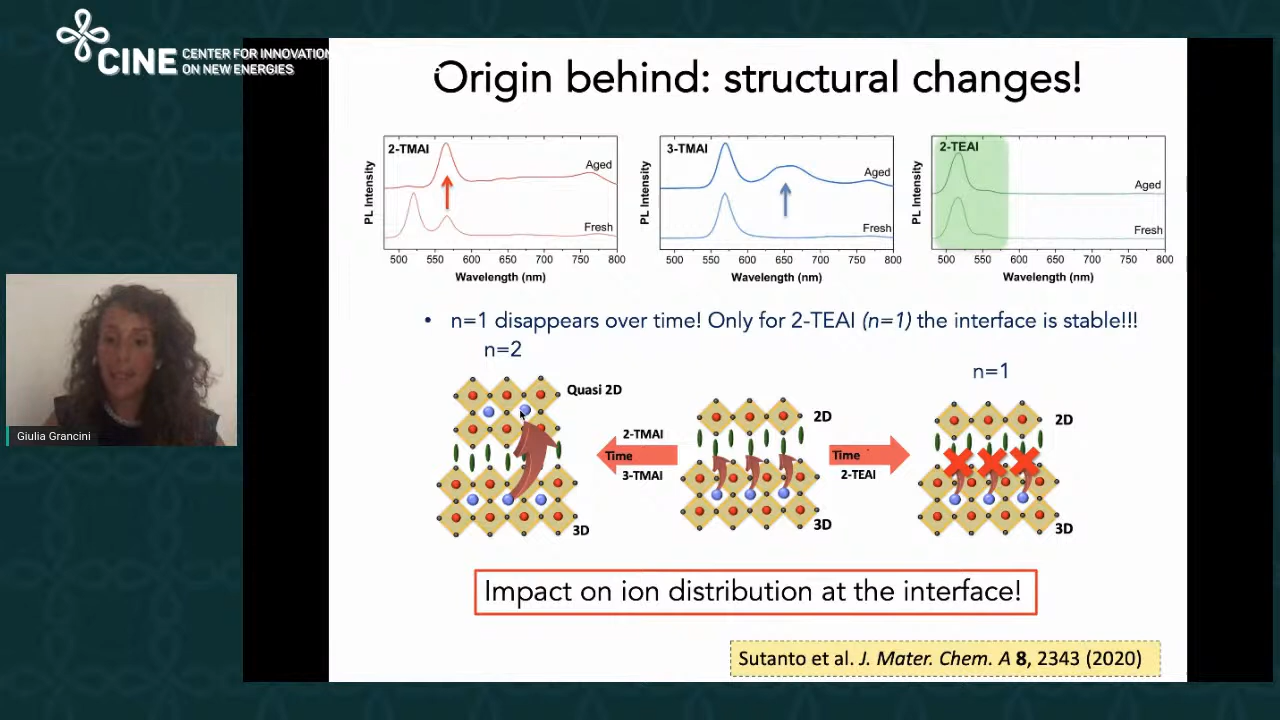 CINE CENTER FOR INNOVATION
ON NEW ENERGIES
Origin behind: structural changes!
2-TMAI
Aged
Fresh
PL Intensity
500 550 600 650 700 750 800
Wavelength (nm)
3-TMAI
Aged
Fresh
PL Intensity
500 550 600 650 700 750 800
Wavelength (nm)
2-TEAI
Aged
Fresh
PL Intensity
500 550 600 650 700 750 800
Wavelength (nm)
• n=1 disappears over time! Only for 2-TEAI (n=1) the interface is stable!!!
n=2
n=1
Quasi 2D
3D
2-TMAI
Time
3-TMAI
2D
3D
Time
2-TEAI
2D
3D
Giulia Grancini
Impact on ion distribution at the interface!
Sutanto et al. J. Mater. Chem. A 8, 2343 (2020)